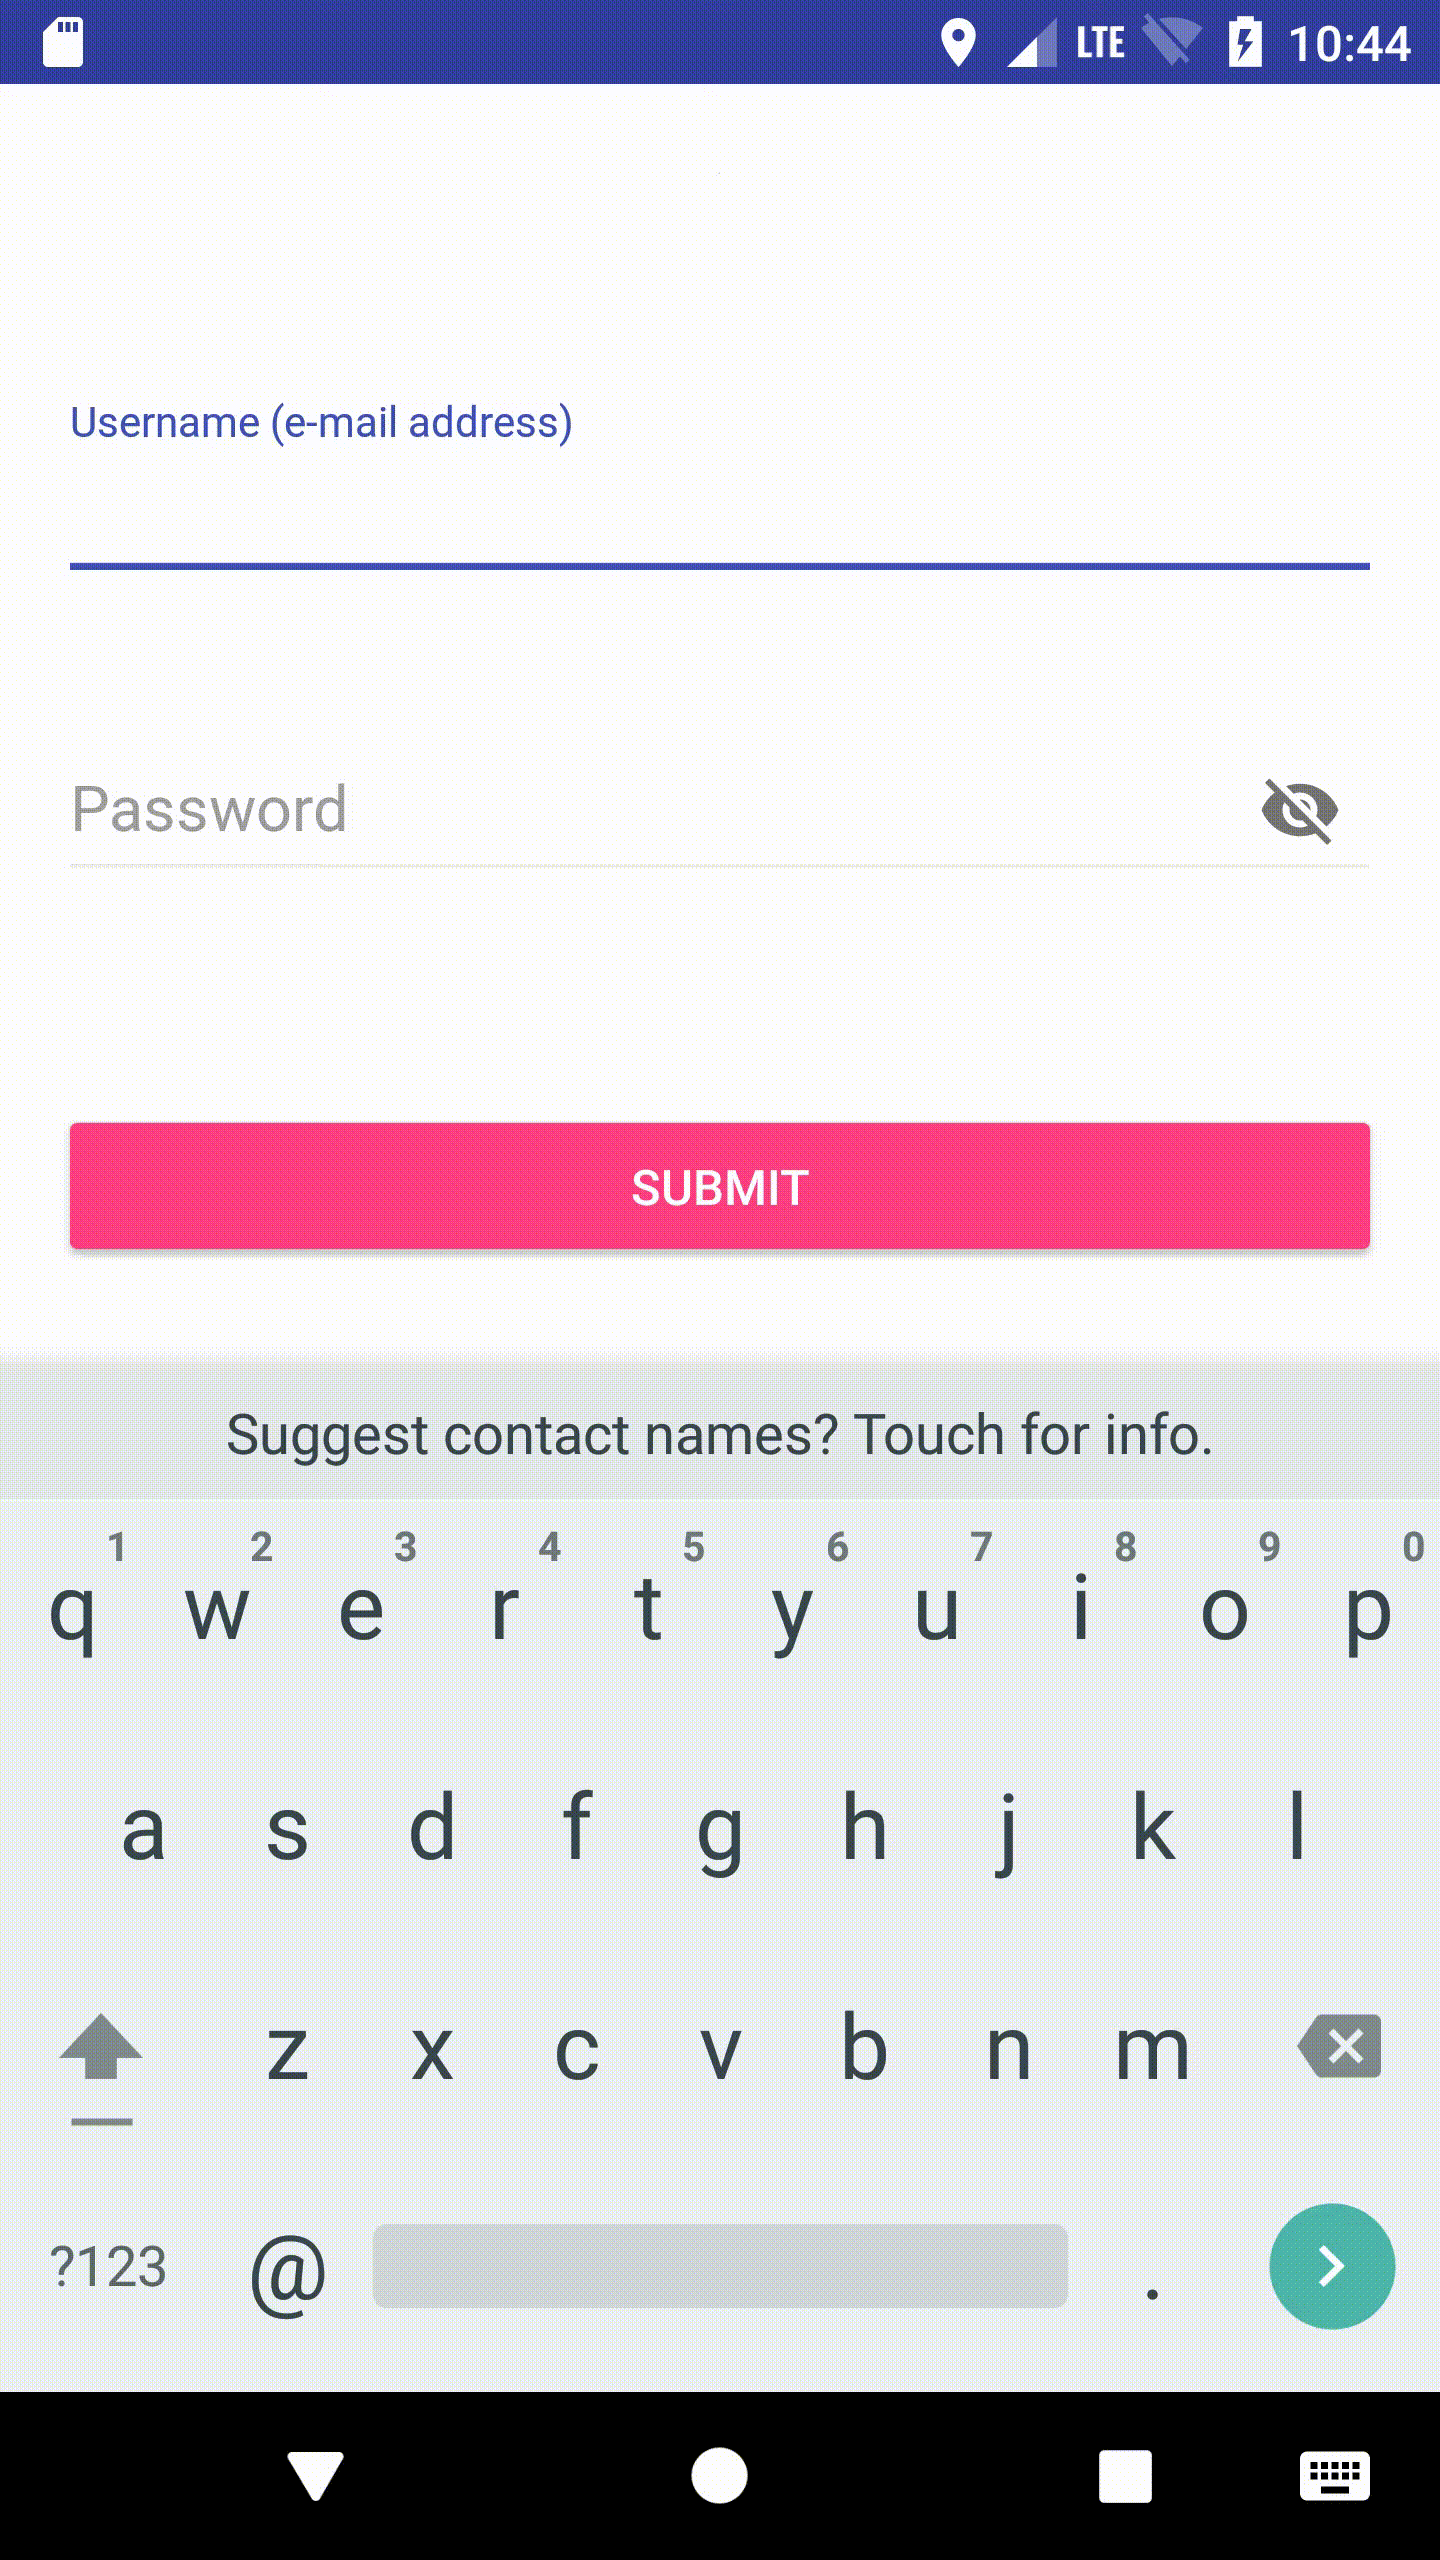 LTE 10:44
Username (e-mail address)
Password
SUBMIT
Suggest contact names? Touch for info.
1 2 3 4 5 6 7 8 9 0
q w e r t y u i o p
a s d f g h j k l
z x c v b n m
?123 @ .